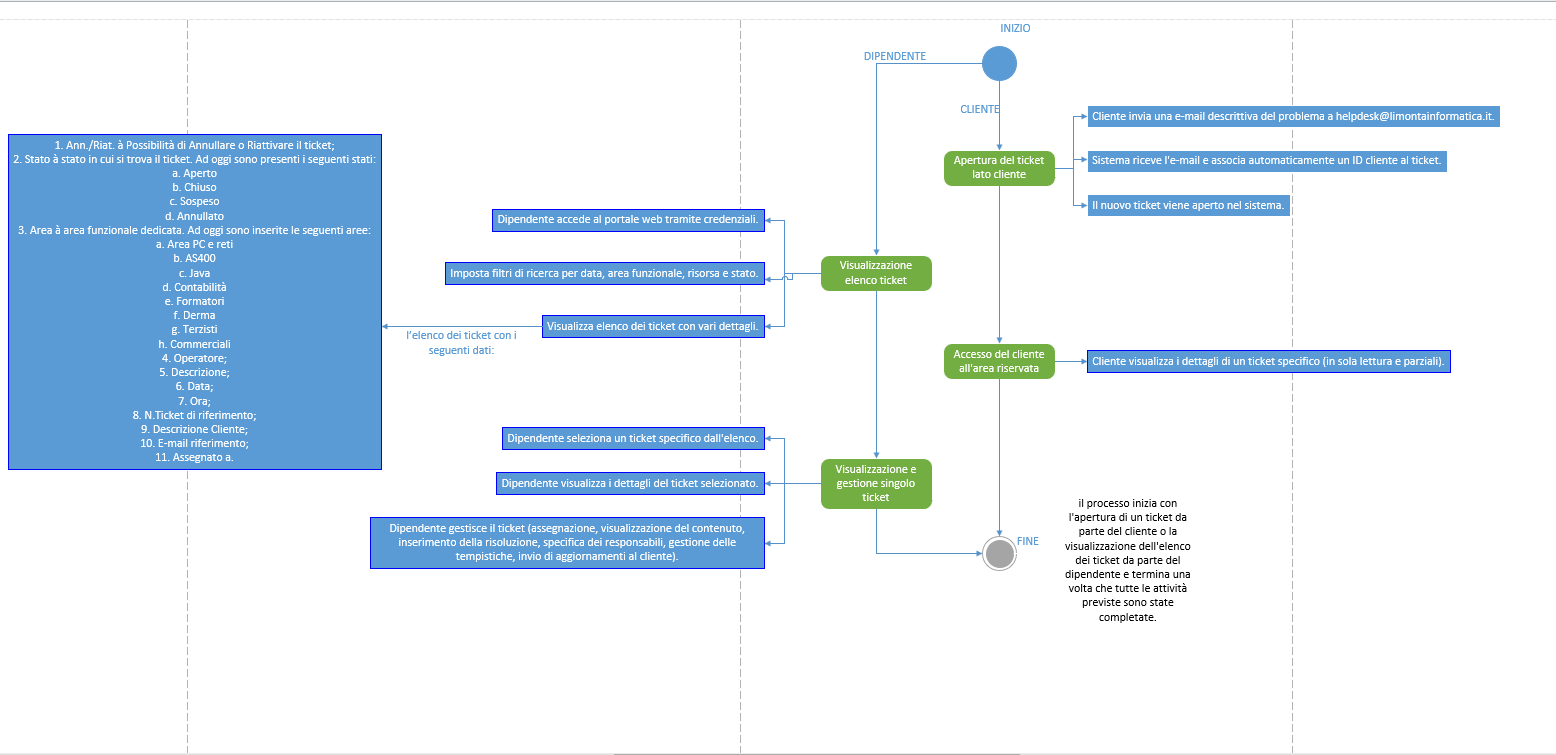 INIZIO
DIPENDENTE
CLIENTE
Cliente invia una e-mail descrittiva del problema a helpdesk@limontainformatica.it.
Apertura del ticket
lato cliente
Sistema riceve l'e-mail e associa automaticamente un ID cliente al ticket.
Il nuovo ticket viene aperto nel sistema.
1. Ann./Riat. à Possibilità di Annullare o Riattivare il ticket;
2. Stato à stato in cui si trova il ticket. Ad oggi sono presenti i seguenti stati:
a. Aperto
b. Chiuso
c. Sospeso
d. Annullato
3. Area à area funzionale dedicata. Ad oggi sono inserite le seguenti aree:
a. Area PC e reti
b. AS400
c. Java
d. Contabilità
e. Formatori
f. Derma
g. Terzisti
h. Commerciali
4. Operatore;
5. Descrizione;
6. Data;
7. Ora;
8. N.Ticket di riferimento;
9. Descrizione Cliente;
10. E-mail riferimento;
11. Assegnato a.
Dipendente accede al portale web tramite credenziali.
Imposta filtri di ricerca per data, area funzionale, risorsa e stato.
Visualizzazione
elenco ticket
Visualizza elenco dei ticket con vari dettagli.
l'elenco dei ticket con i
seguenti dati:
Accesso del cliente
all'area riservata
Cliente visualizza i dettagli di un ticket specifico (in sola lettura e parziali).
Dipendente seleziona un ticket specifico dall'elenco.
Dipendente visualizza i dettagli del ticket selezionato.
Visualizzazione e
gestione singolo
ticket
Dipendente gestisce il ticket (assegnazione, visualizzazione del contenuto,
inserimento della risoluzione, specifica dei responsabili, gestione delle
tempistiche, invio di aggiornamenti al cliente).
FINE
il processo inizia con
l'apertura di un ticket da
parte del cliente o la
visualizzazione dell'elenco
dei ticket da parte del
dipendente e termina una
volta che tutte le attività
previste sono state
completate.